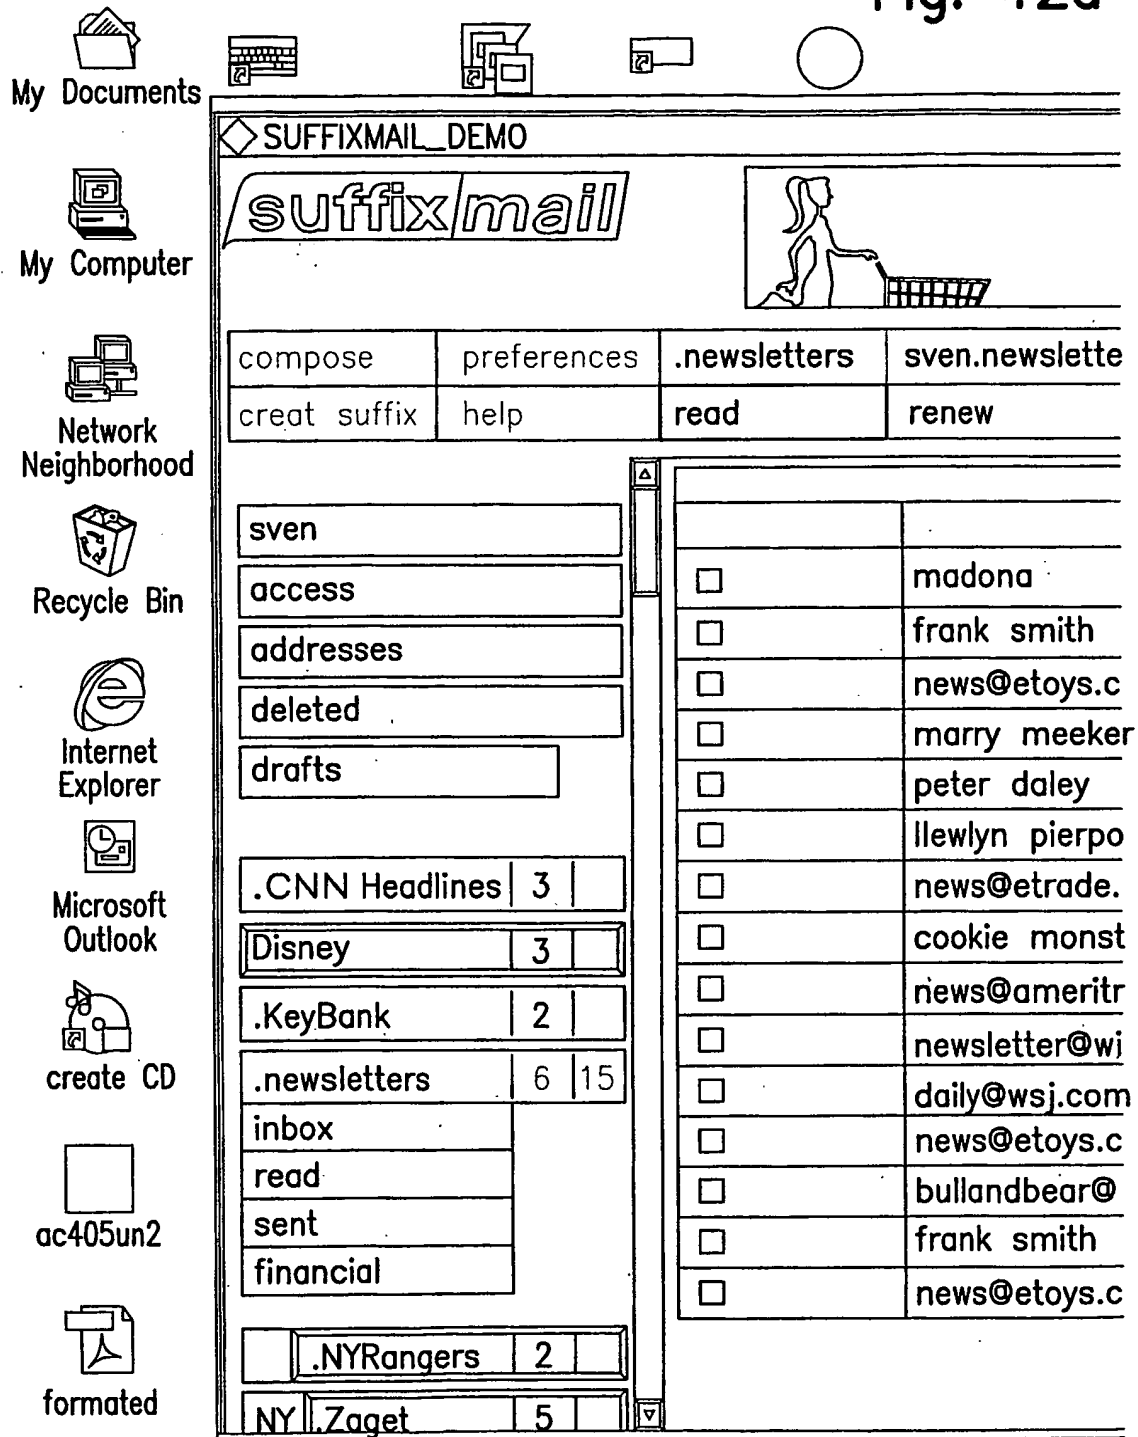 Fig. 42a
My Documents
My Computer
Network
Neighborhood
Recycle Bin
Internet
Explorer
Microsoft
Outlook
create CD
ac405un2
formated
SUFFIXMAIL_DEMO
suffix mail
compose preferences .newsletters sven.newslette
creat suffix help read renew
sven
access
addresses
deleted
drafts
.CNN Headlines 3
Disney 3
.KeyBank 2
.newsletters 6 15
inbox
read
sent
financial
.NYRangers 2
NY .Zaget 5
madona
frank smith
news@etoys.c
marry meeker
peter daley
llewlyn pierpo
news@etrade.
cookie monst
news@ameritr
newsletter@wi
daily@wsj.com
news@etoys.c
bullandbear@
frank smith
news@etoys.c